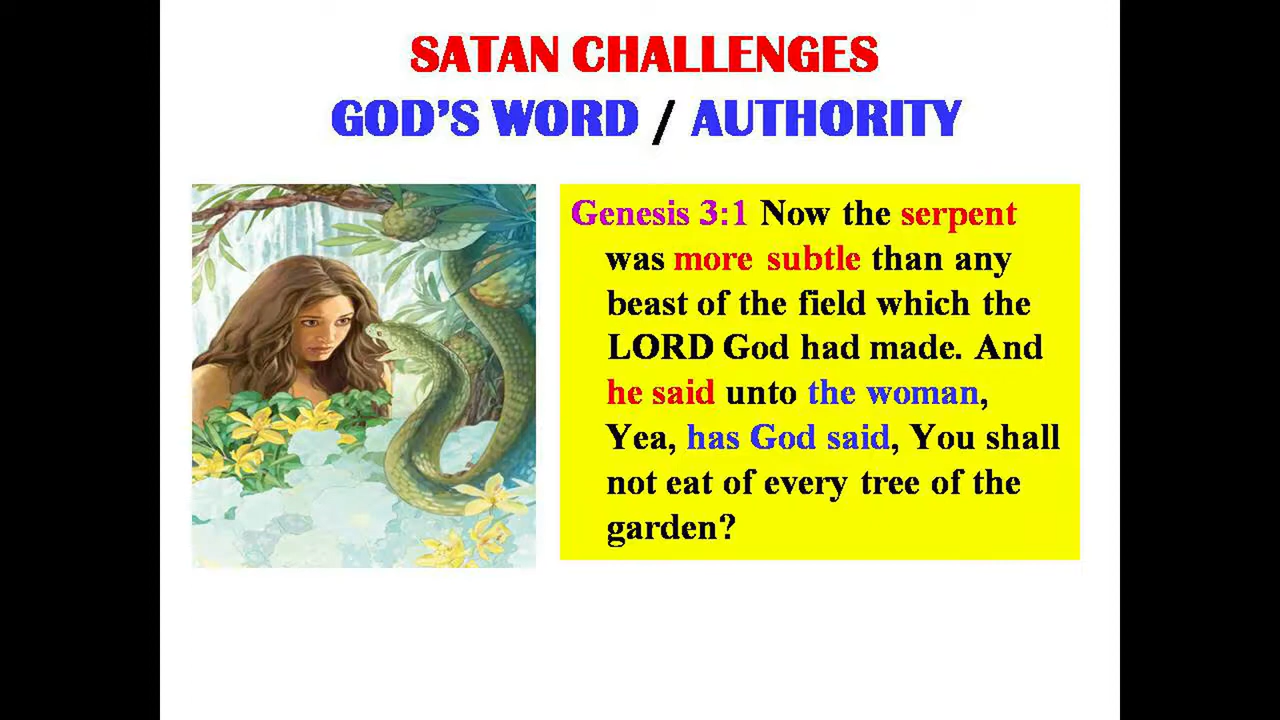 SATAN CHALLENGES
GOD’S WORD / AUTHORITY
Genesis 3:1 Now the serpent
was more subtle than any
beast of the field which the
LORD God had made. And
he said unto the woman,
Yea, has God said, You shall
not eat of every tree of the
garden?